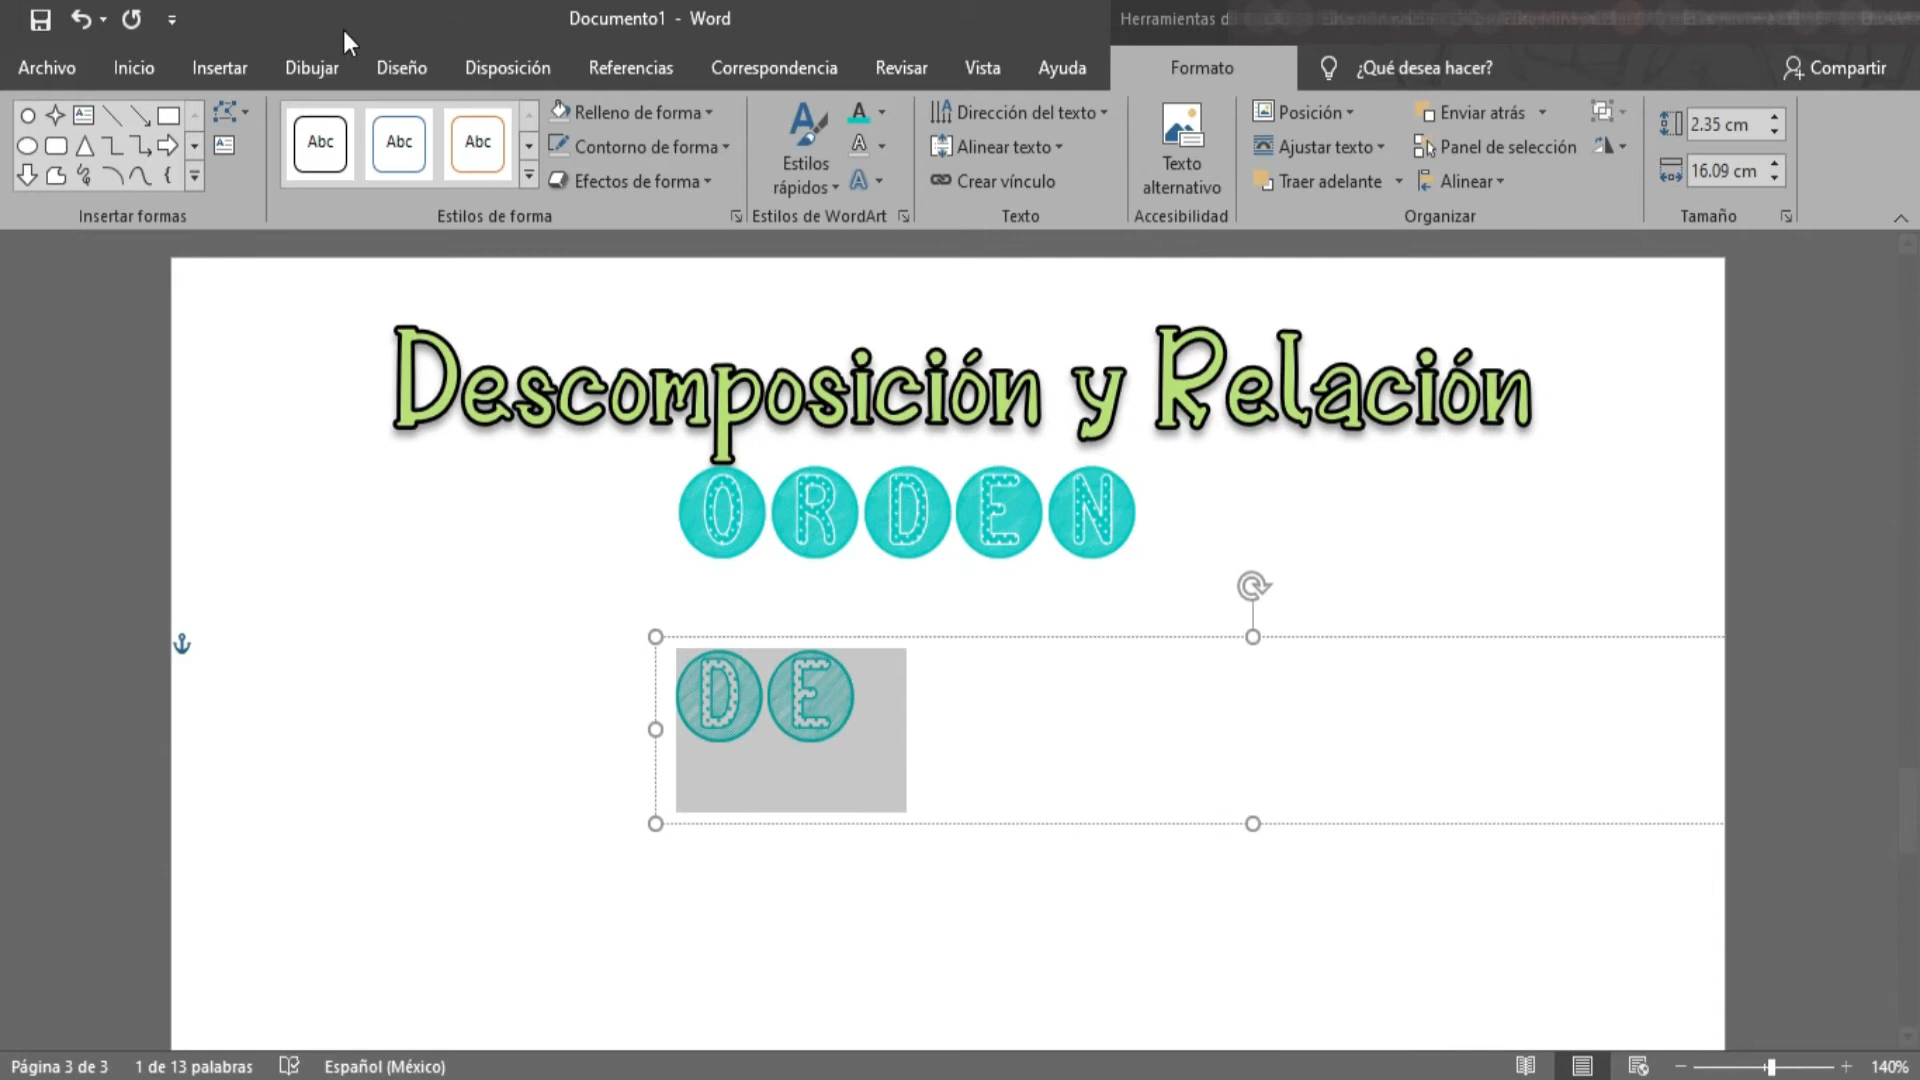 Documento1 - Word
Herramientas d
Archivo Inicio Insertar Dibujar Diseño Disposición Referencias Correspondencia Revisar Vista Ayuda Formato ¿Qué desea hacer? Compartir
Abc Abc Abc
Relleno de forma
Contorno de forma
Efectos de forma
Estilos rápidos
Dirección del texto
Alinear texto
Crear vínculo
Texto alternativo
Posición
Ajustar texto
Traer adelante
Enviar atrás
Panel de selección
Alinear
2.35 cm
16.09 cm
Insertar formas Estilos de forma Estilos de WordArt Texto Accesibilidad Organizar Tamaño
Descomposición y Relación
ORDEN
DE
Página 3 de 3 1 de 13 palabras Español (México) 140%